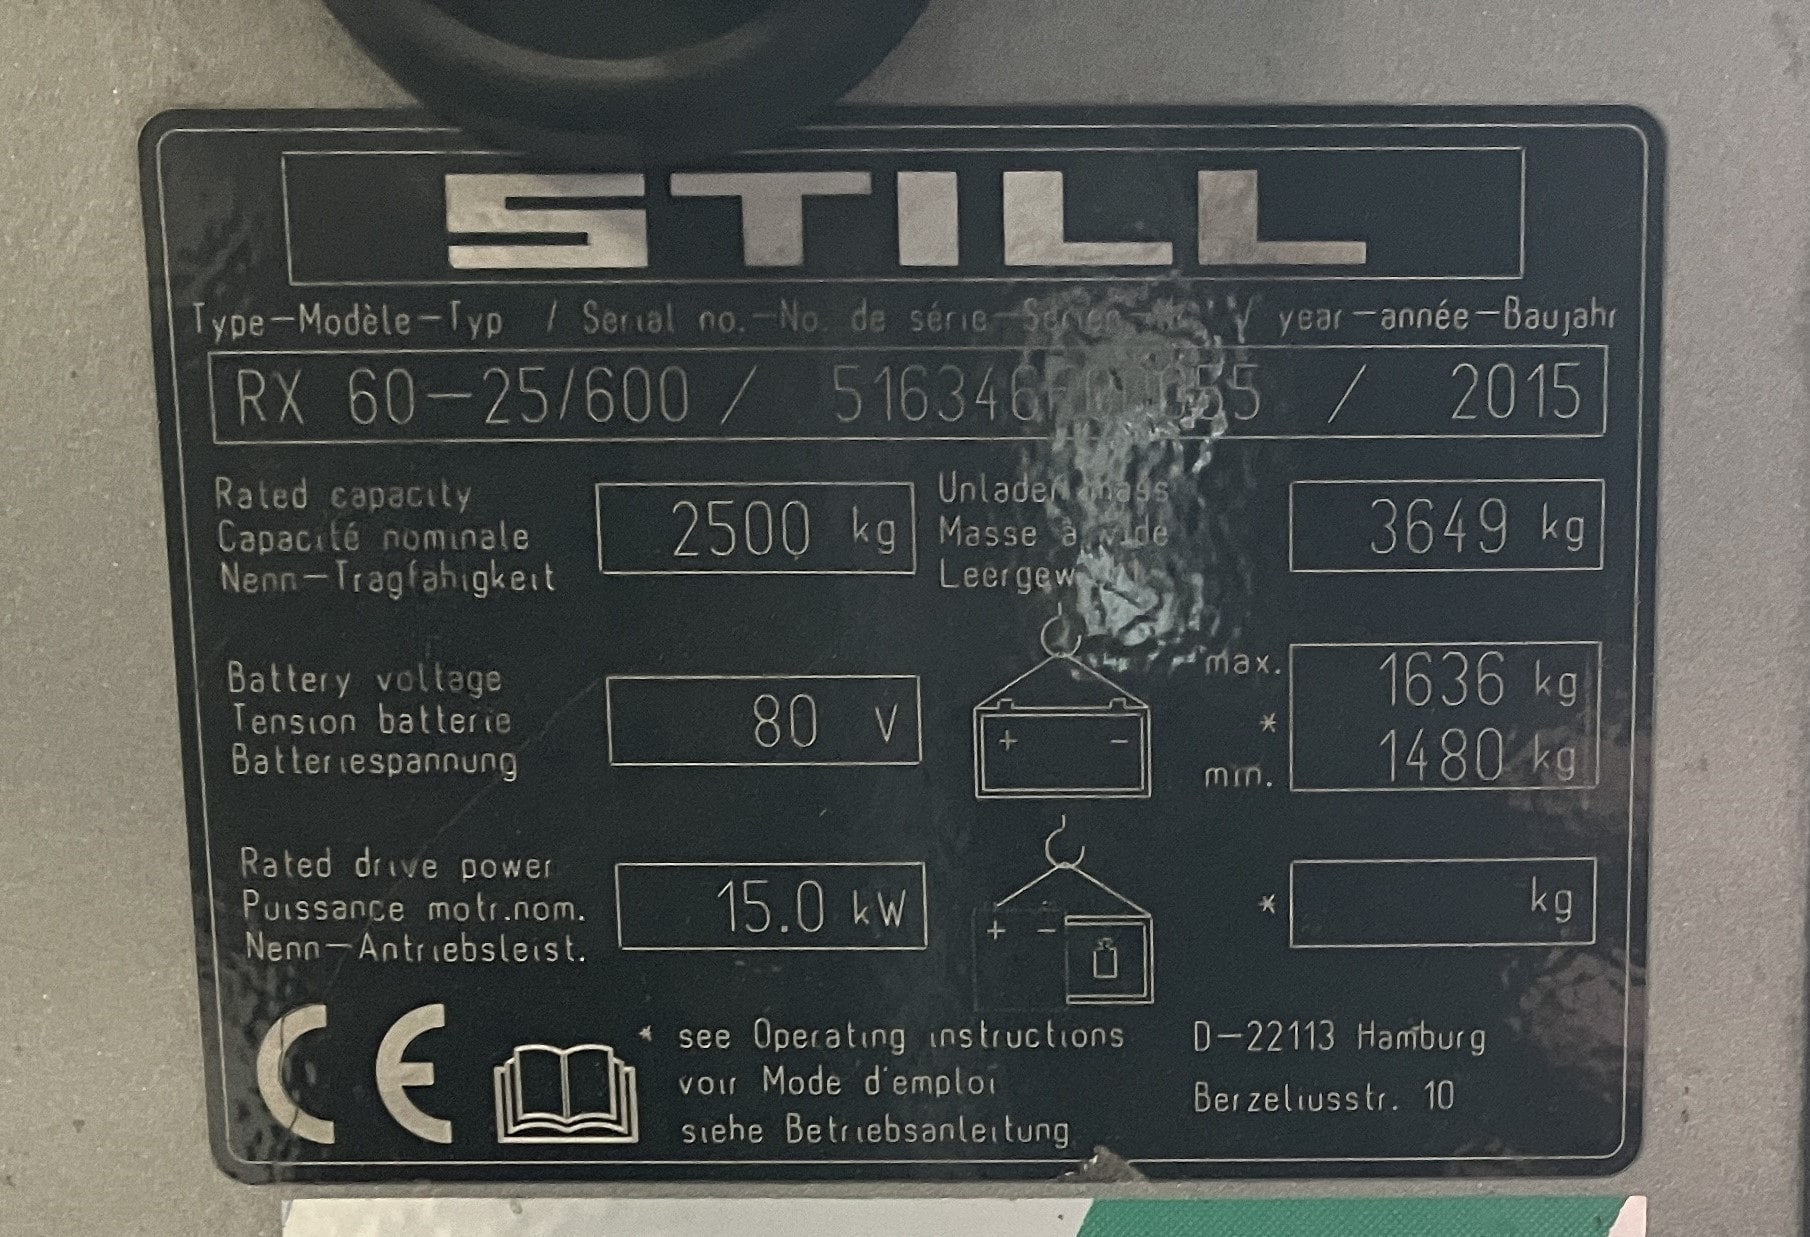 STILL
Type–Modèle–Typ / Serial no.–No. de série / year–année–Baujahr
RX 60–25/600 / / 2015
Rated capacity
Capacité nominale
Nenn–Tragfähigkeit
2500 kg
Unladen mass
Masse à vide
3649 kg
Battery voltage
Tension batterie
Batteriespannung
80 V
+ –
max. 1636 kg
*
min. 1480 kg
Rated drive power
Puissance motr.nom.
Nenn–Antriebsleist.
15.0 kW
+ –
* kg
CE
* see Operating instructions
voir Mode d'emploi
siehe Betriebsanleitung
D–22113 Hamburg
Berzeliusstr. 10